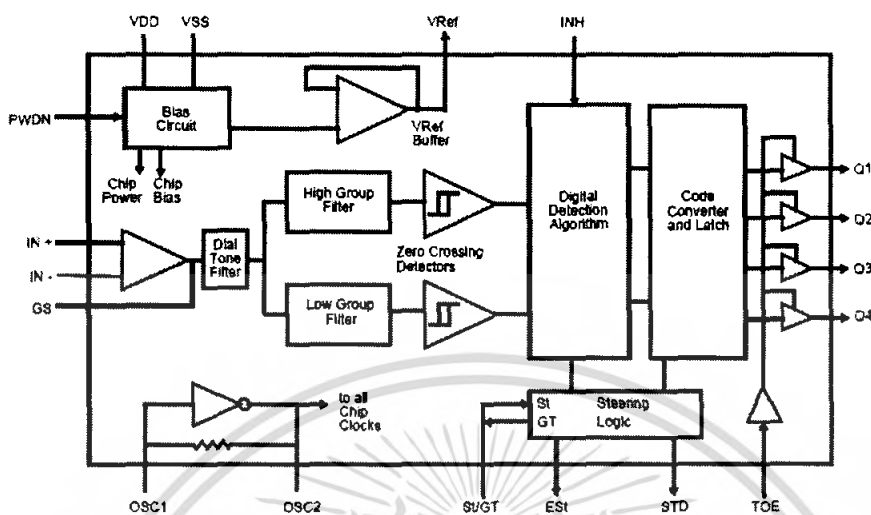 VDD
VSS
VRef
INH
PWDN
Bias
Circuit
VRef
Buffer
Chip
Power
Chip
Bias
High Group
Filter
Digital
Detection
Algorithm
Code
Converter
and Latch
Q1
Q2
Q3
Q4
IN +
IN -
GS
Dial
Tone
Filter
Zero Crossing
Detectors
Low Group
Filter
to all
Chip
Clocks
St
GT
Steering
Logic
OSC1
OSC2
St/GT
ESt
STD
TOE